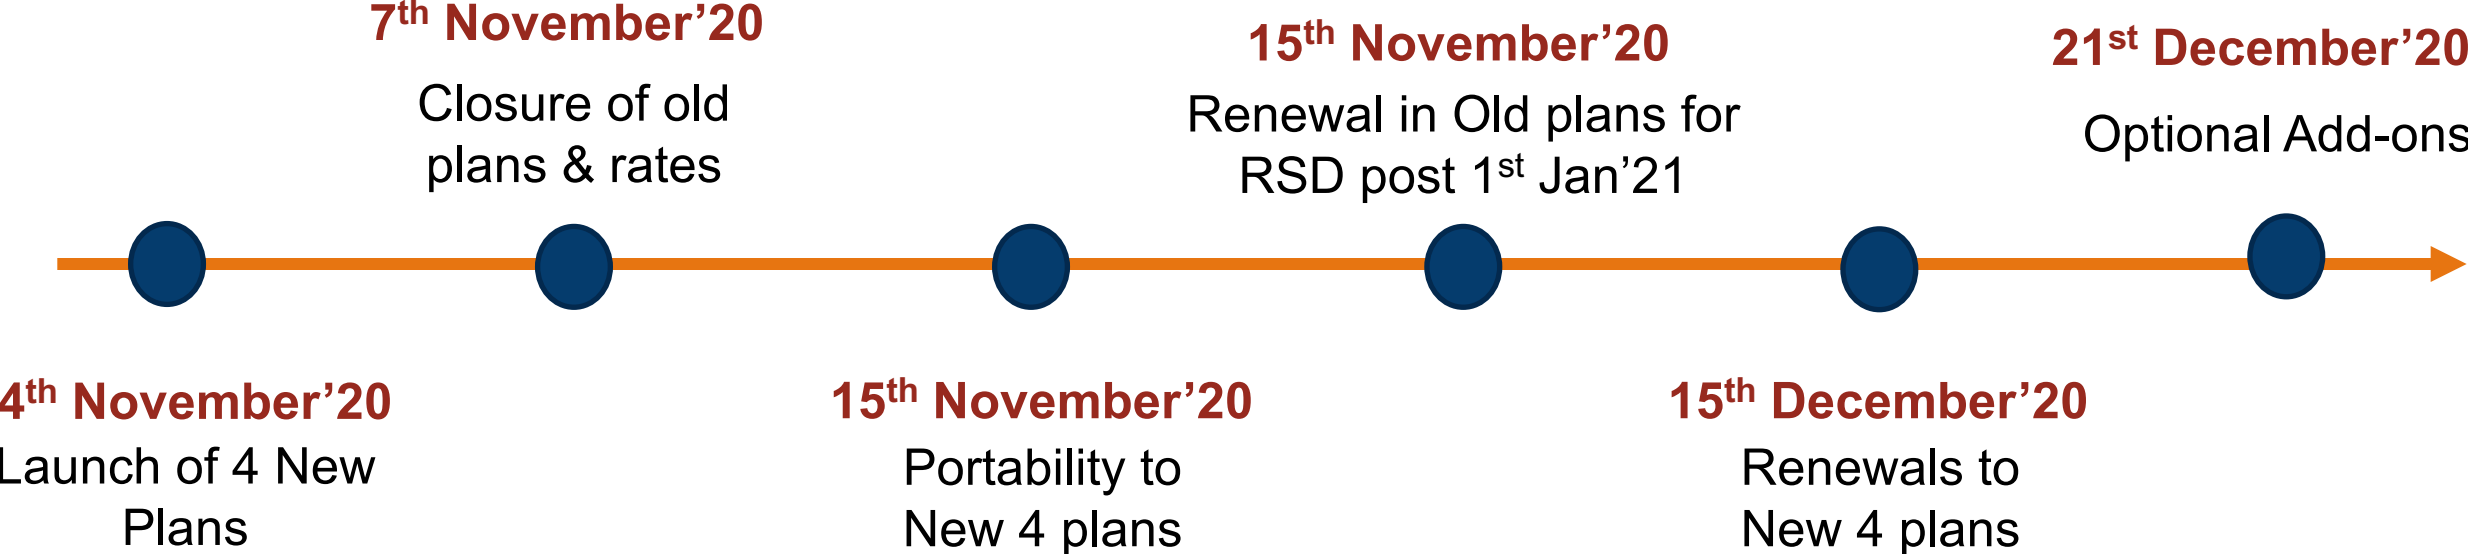 7th November’20
Closure of old
plans & rates
15th November’20
Renewal in Old plans for
RSD post 1st Jan’21
21st December’20
Optional Add-ons
4th November’20
Launch of 4 New
Plans
15th November’20
Portability to
New 4 plans
15th December’20
Renewals to
New 4 plans